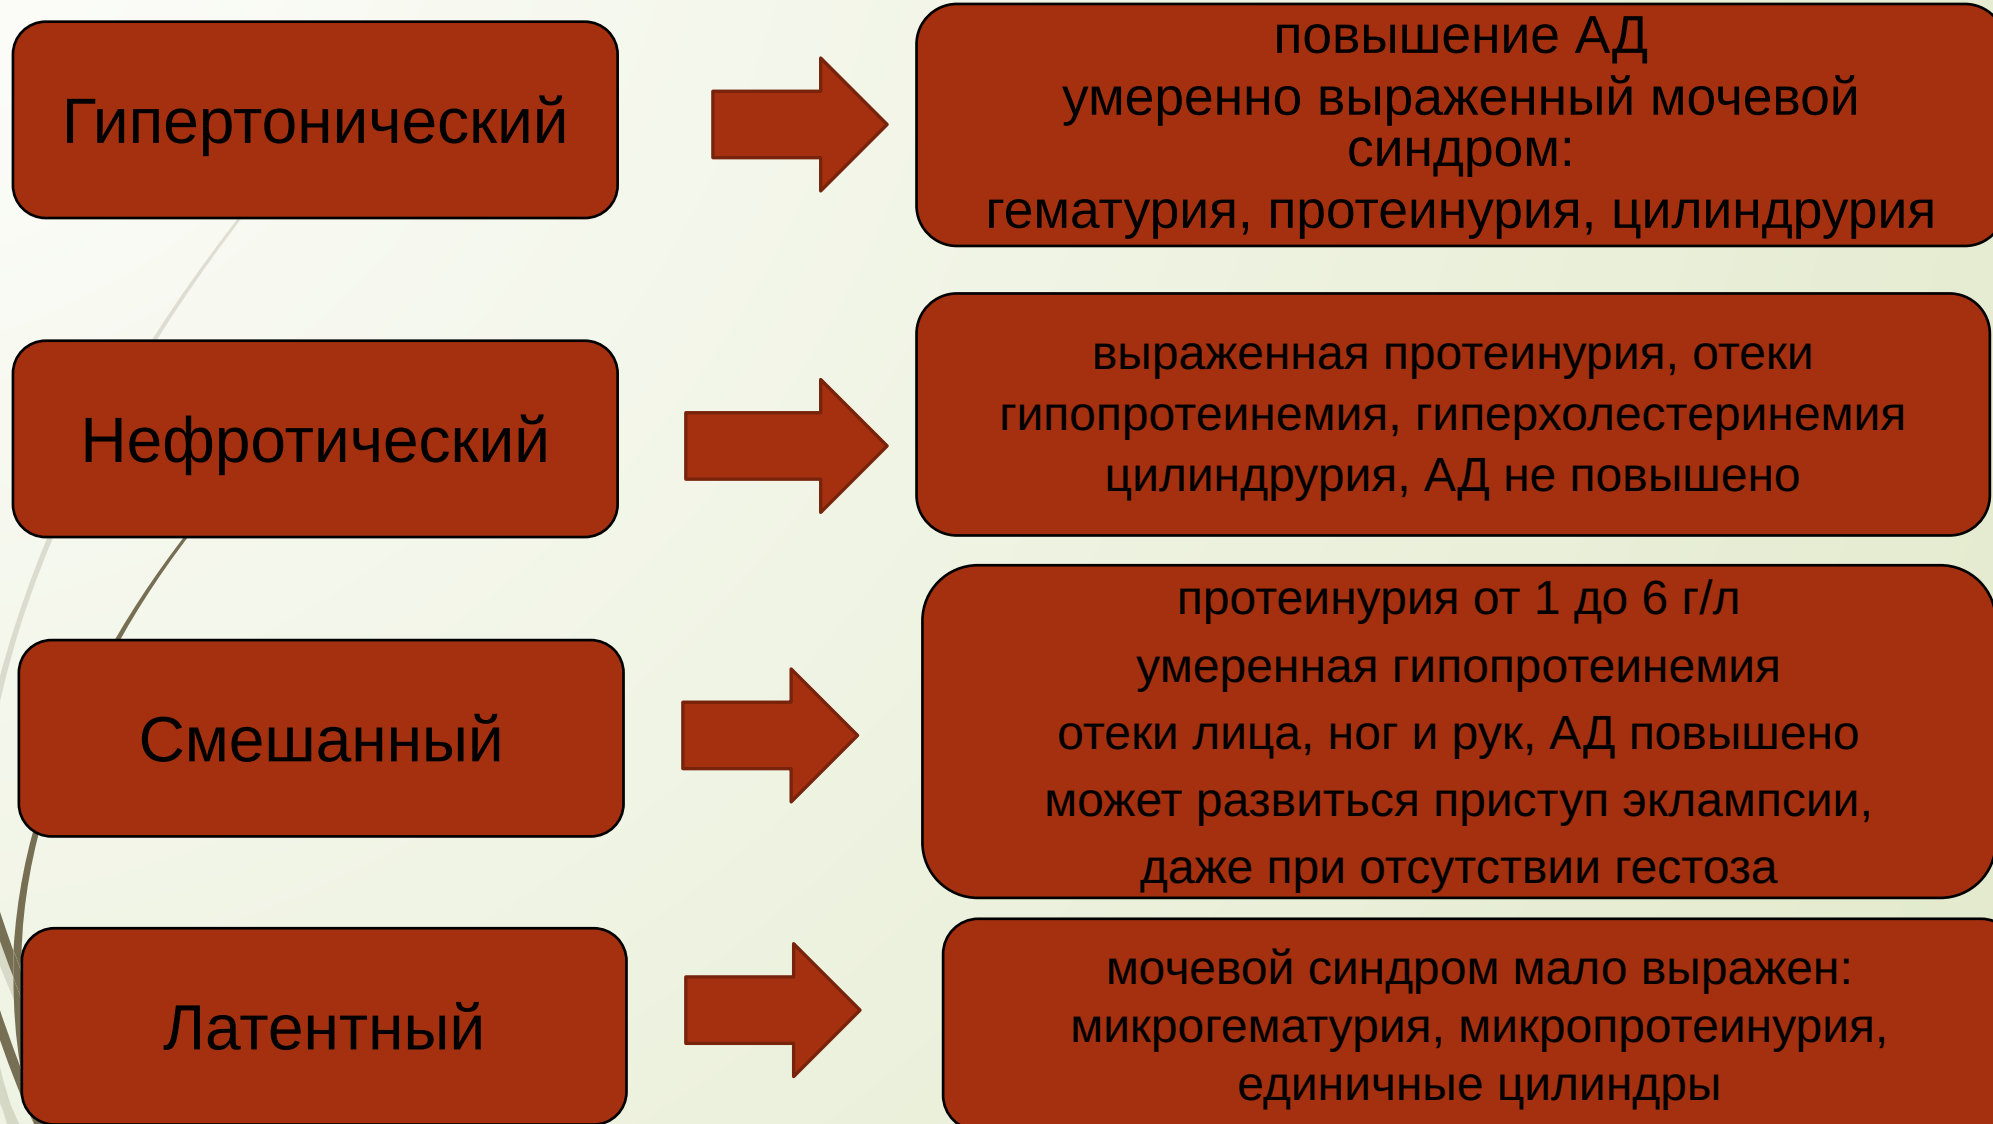 Гипертонический
повышение АД
умеренно выраженный мочевой
синдром:
гематурия, протеинурия, цилиндрурия
Нефротический
выраженная протеинурия, отеки
гипопротеинемия, гиперхолестеринемия
цилиндрурия, АД не повышено
Смешанный
протеинурия от 1 до 6 г/л
умеренная гипопротеинемия
отеки лица, ног и рук, АД повышено
может развиться приступ эклампсии,
даже при отсутствии гестоза
Латентный
мочевой синдром мало выражен:
микрогематурия, микропротеинурия,
единичные цилиндры